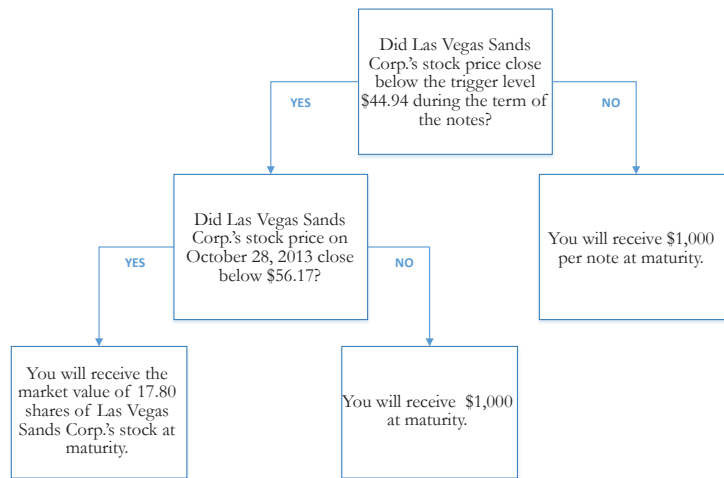 Did Las Vegas Sands
Corp.'s stock price close
below the trigger level
$44.94 during the term of
the notes?
YES
NO
Did Las Vegas Sands
Corp.'s stock price on
October 28, 2013 close
below $56.17?
You will receive $1,000
per note at maturity.
YES
NO
You will receive the
market value of 17.80
shares of Las Vegas
Sands Corp.'s stock at
maturity.
You will receive $1,000
at maturity.